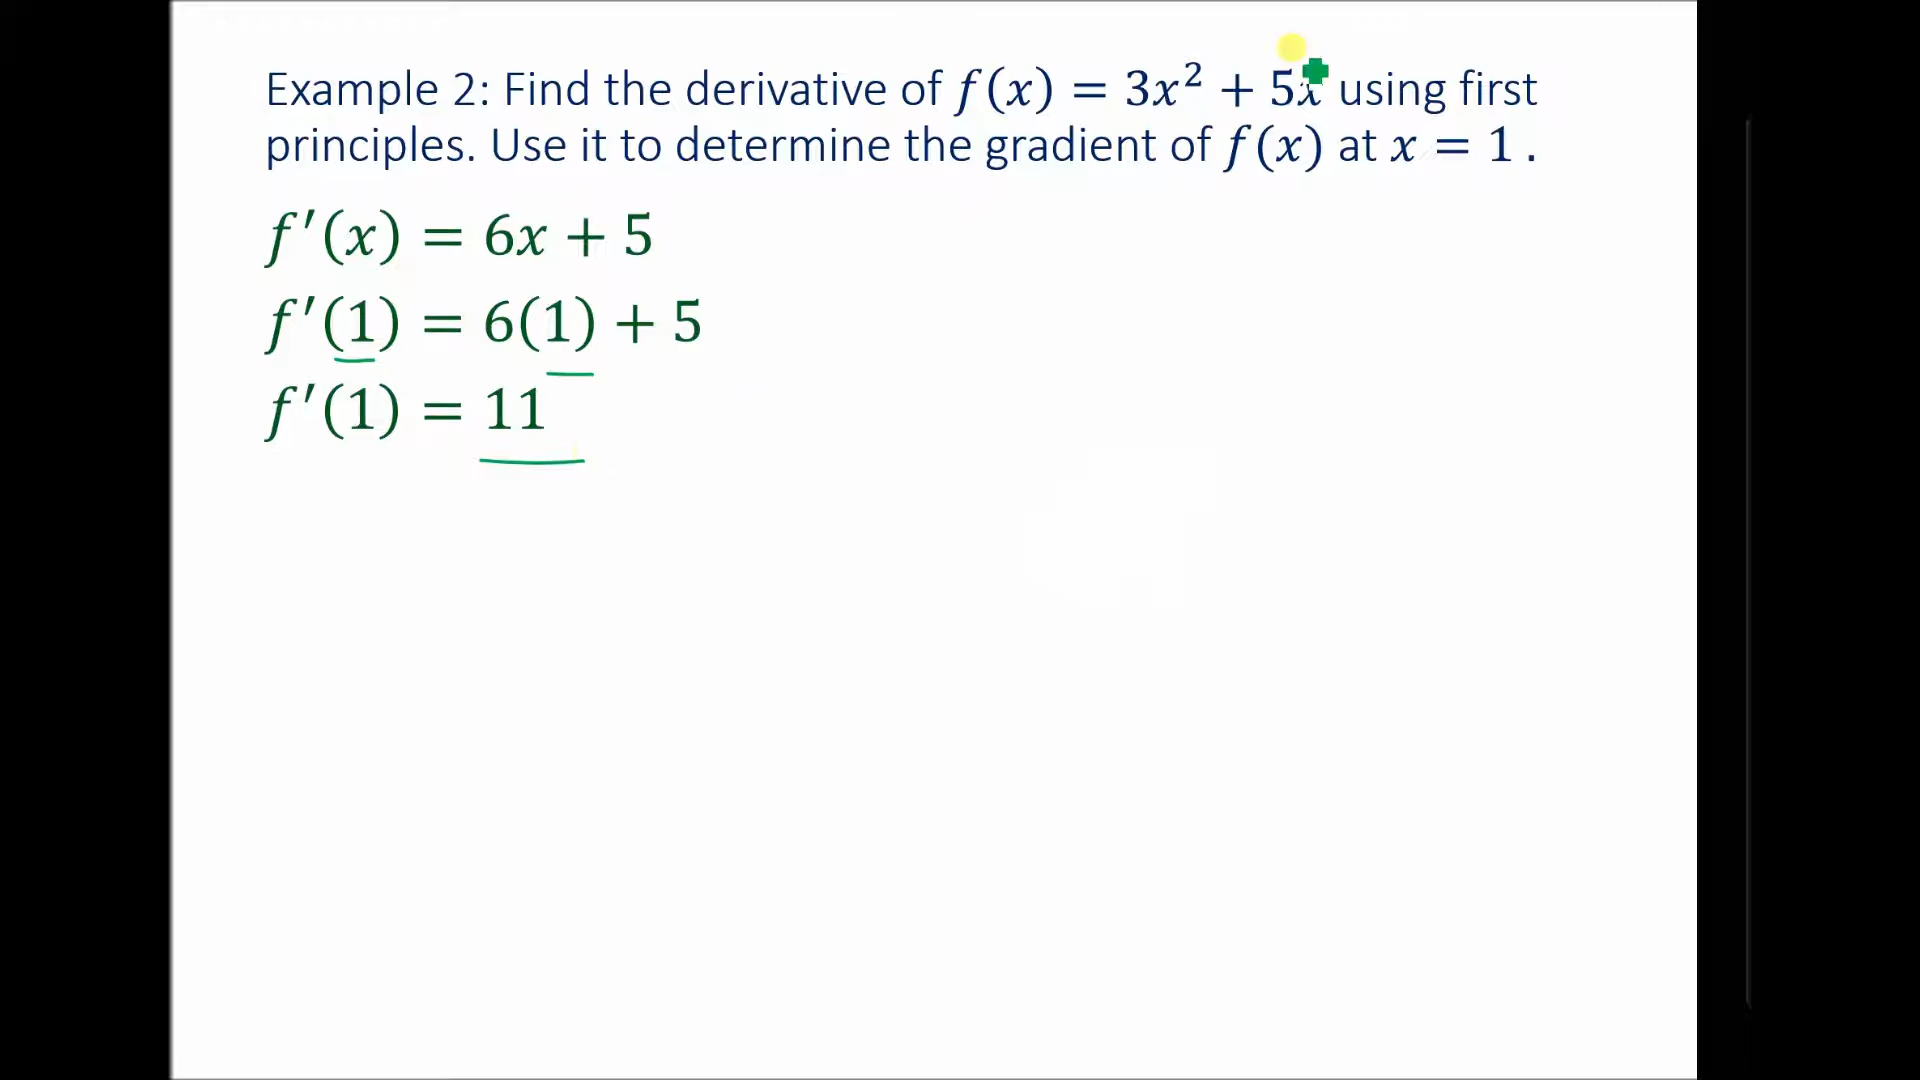 Example 2: Find the derivative of f(x) = 3x² + 5x using first
principles. Use it to determine the gradient of f(x) at x = 1 .
f′(x) = 6x + 5
f′(1) = 6(1) + 5
f′(1) = 11